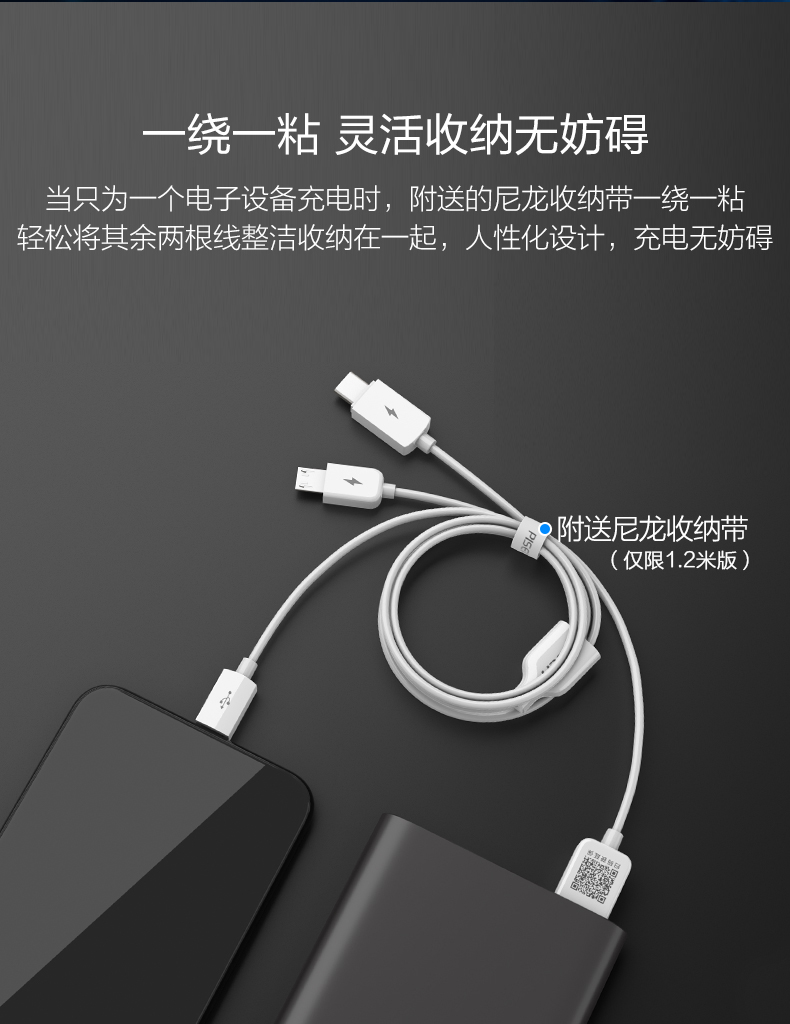 一绕一粘 灵活收纳无妨碍
当只为一个电子设备充电时，附送的尼龙收纳带一绕一粘
轻松将其余两根线整洁收纳在一起，人性化设计，充电无妨碍
附送尼龙收纳带
（仅限1.2米版）